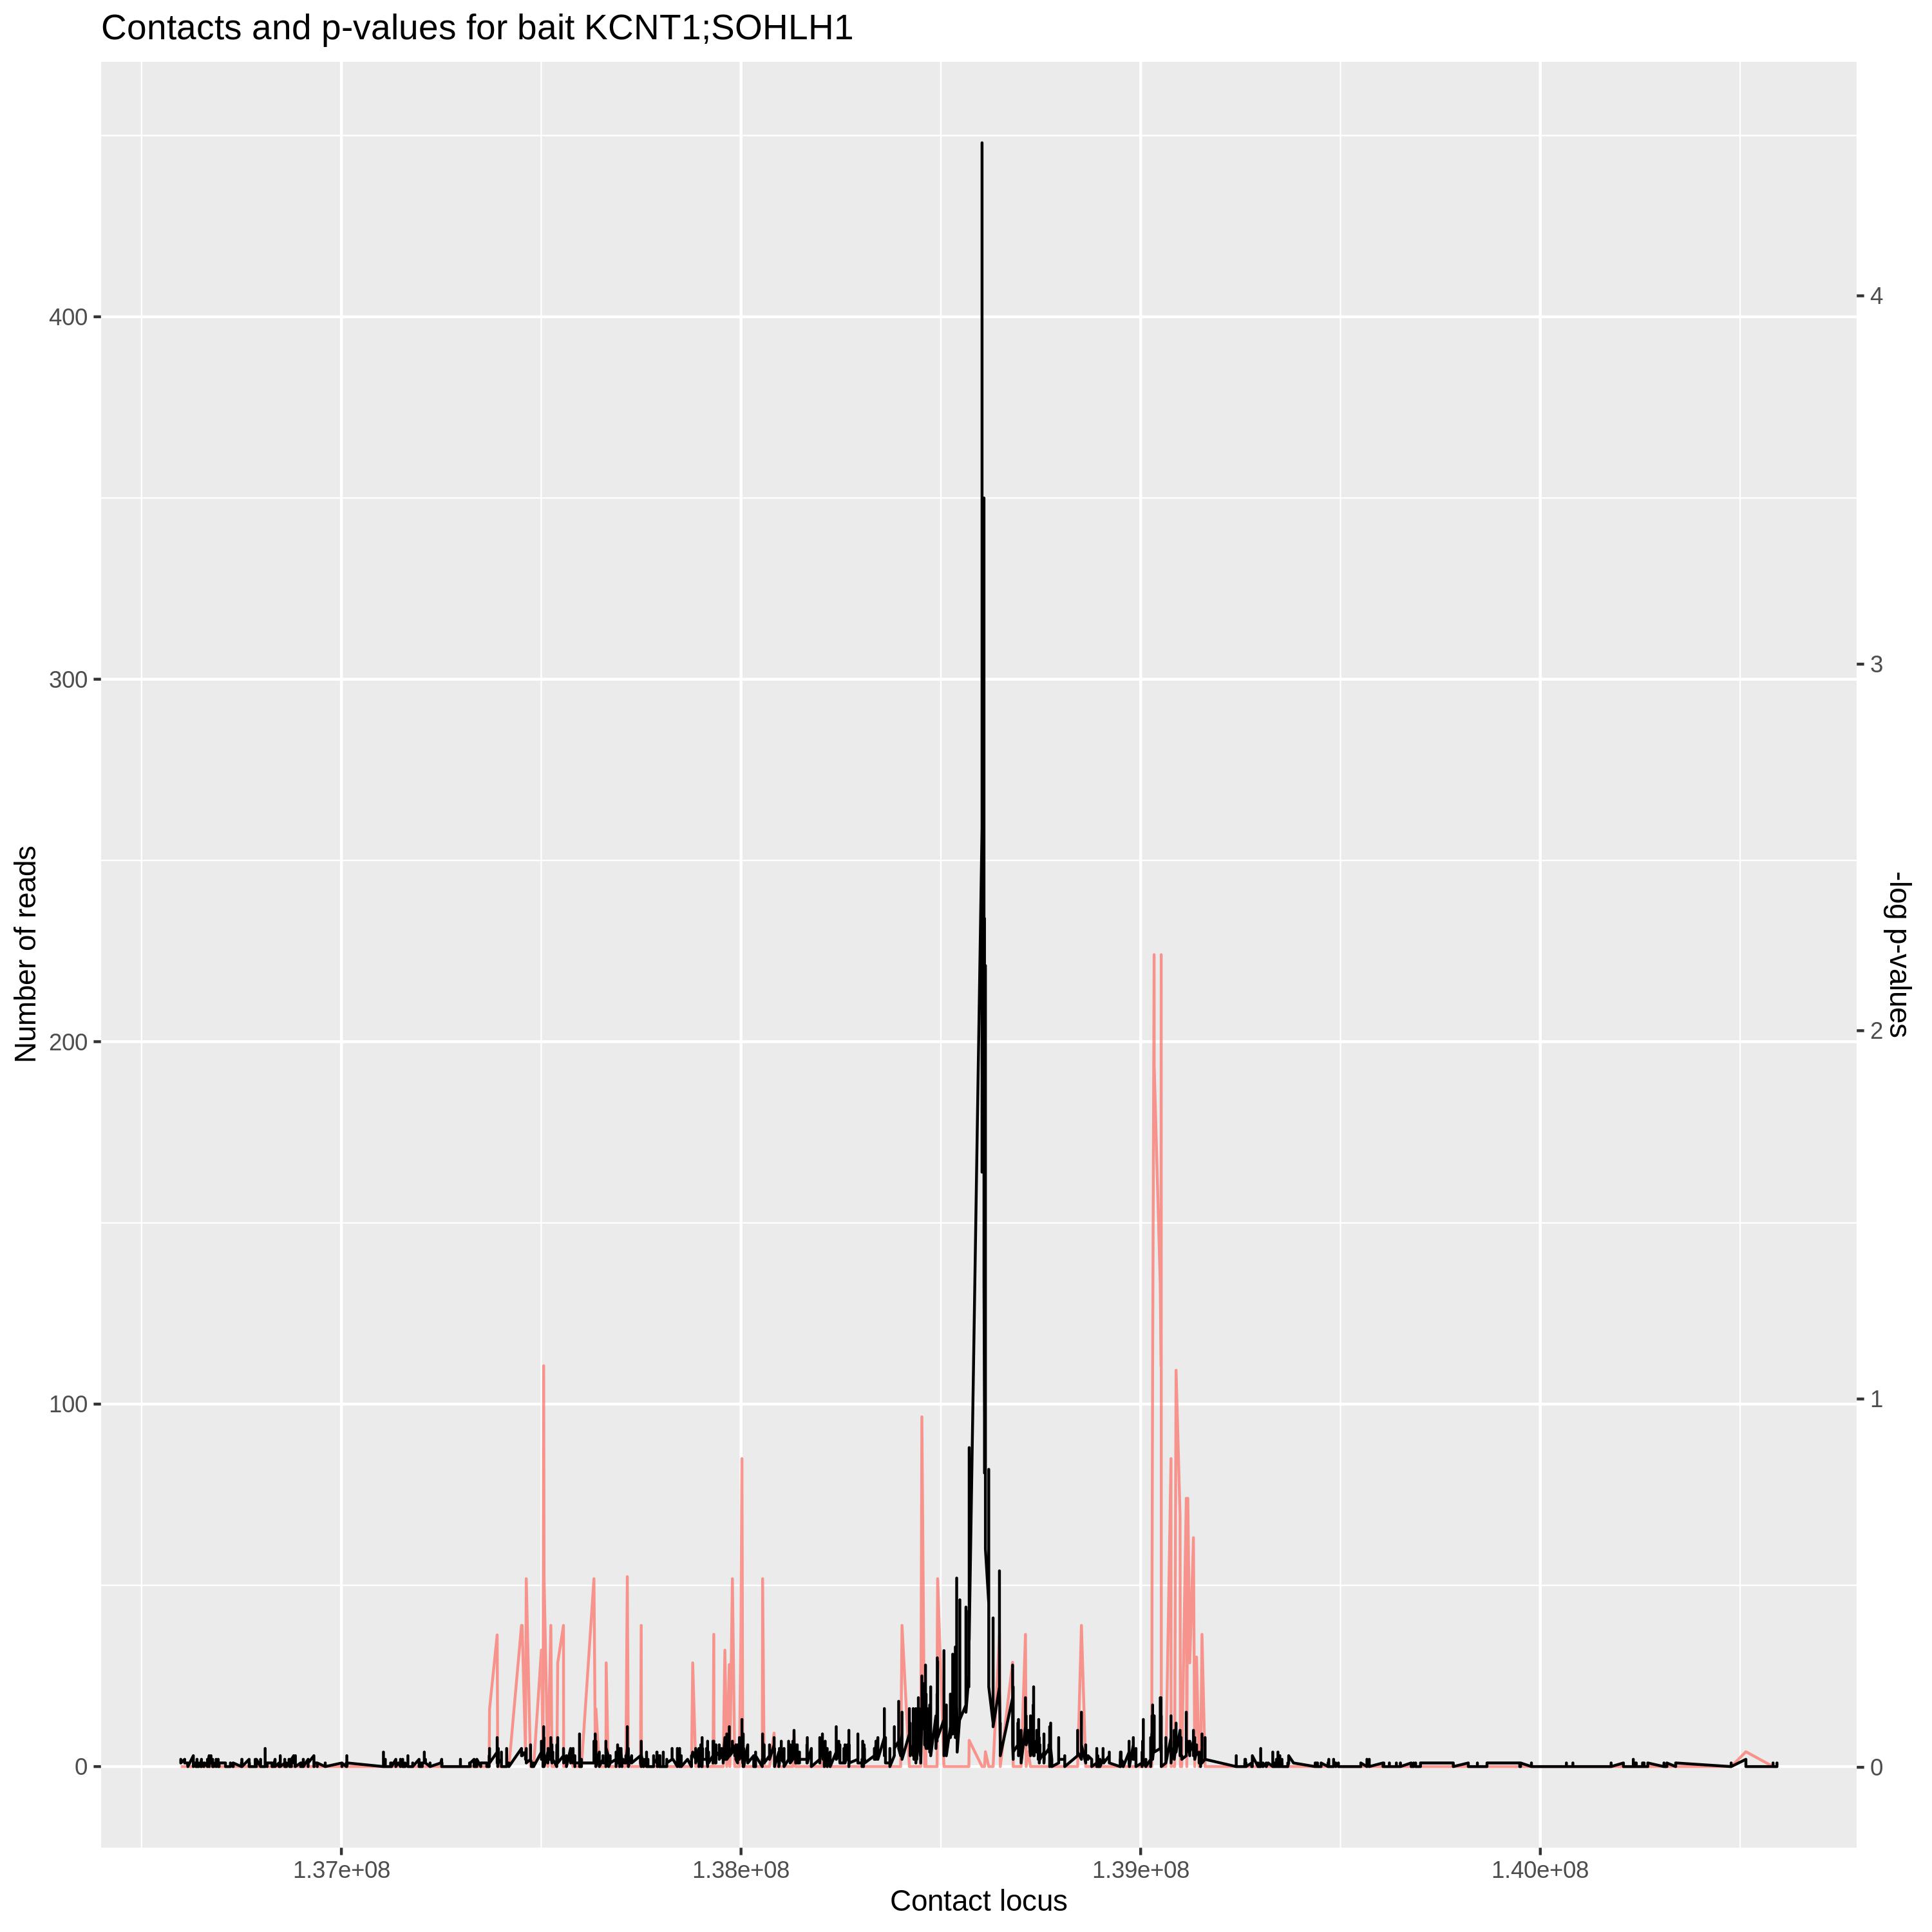 Contacts and p-values for bait KCNT1;SOHLH1
Number of reads
400
300
200
100
0
4
3
2
1
0
-log p-values
1.37e+08
1.38e+08
1.39e+08
1.40e+08
Contact locus